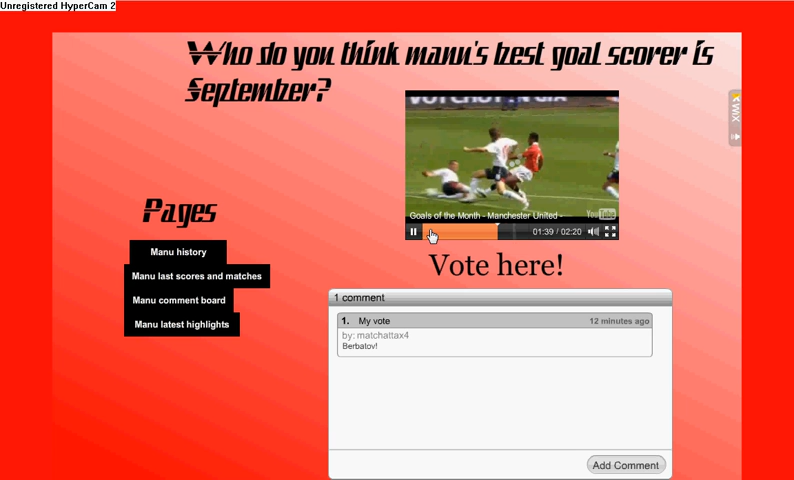 Unregistered HyperCam 2
Who do you think manu's best goal scorer is
September?
WiX
Goals of the Month - Manchester United -
YouTube
01:39 / 02:20
Pages
Manu history
Manu last scores and matches
Manu comment board
Manu latest highlights
Vote here!
1 comment
1. My vote 12 minutes ago
by: matchattax4
Berbatov!
Add Comment